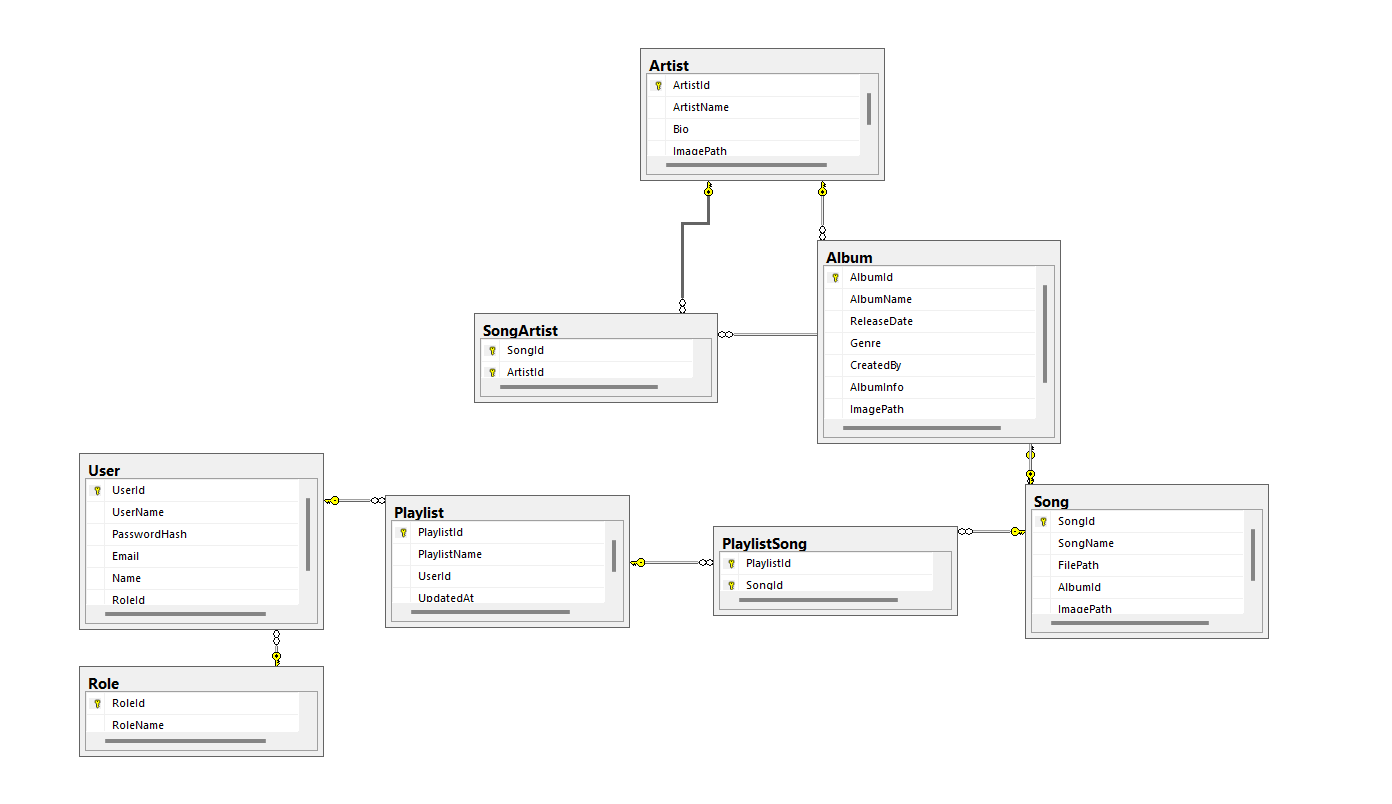 Artist
ArtistId
ArtistName
Bio
ImagePath
Album
AlbumId
AlbumName
ReleaseDate
Genre
CreatedBy
AlbumInfo
ImagePath
SongArtist
SongId
ArtistId
User
UserId
UserName
PasswordHash
Email
Name
RoleId
Playlist
PlaylistId
PlaylistName
UserId
UpdatedAt
PlaylistSong
PlaylistId
SongId
Song
SongId
SongName
FilePath
AlbumId
ImagePath
Role
RoleId
RoleName